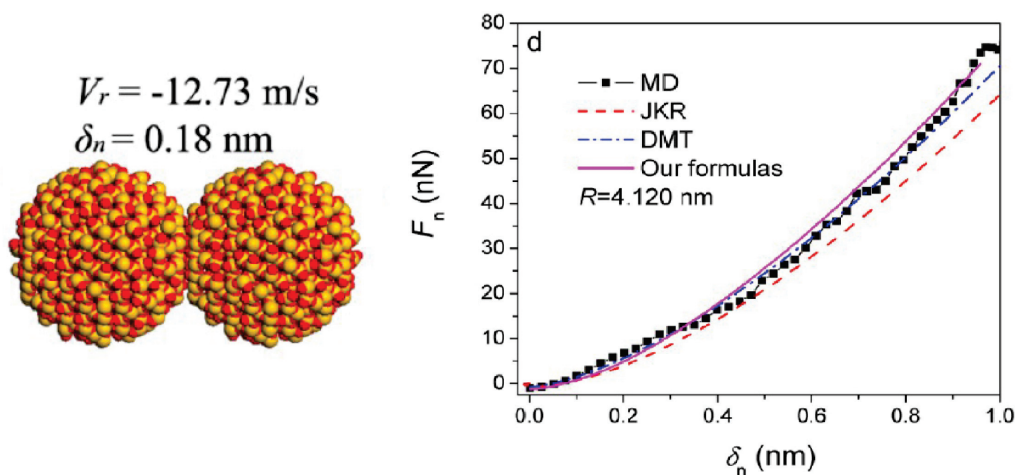 Vr = -12.73 m/s
δn = 0.18 nm
d
MD
JKR
DMT
Our formulas
R=4.120 nm
80
70
60
50
40
30
20
10
0
Fn (nN)
0.0 0.2 0.4 0.6 0.8 1.0
δn (nm)